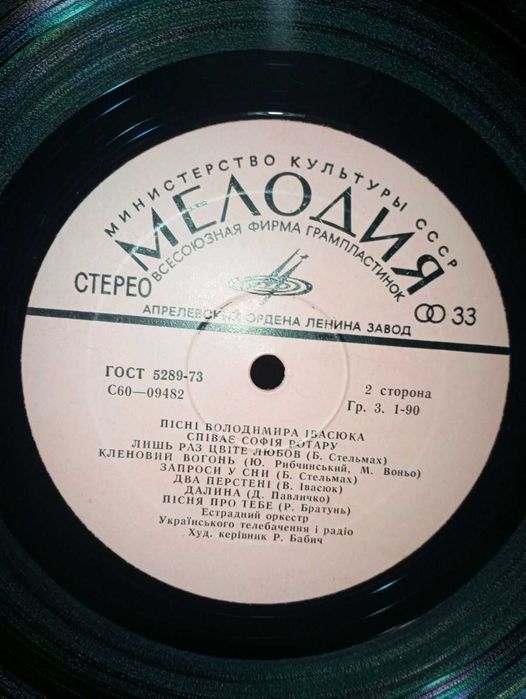 МИНИСТЕРСТВО КУЛЬТУРЫ СССР
МЕЛОДИЯ
ВСЕСОЮЗНАЯ ФИРМА ГРАМПЛАСТИНОК
СТЕРЕО
33
АПРЕЛЕВСКИЙ ОРДЕНА ЛЕНИНА ЗАВОД
ГОСТ 5289-73
С60—09482
2 сторона
Гр. 3. 1-90
ПІСНІ ВОЛОДИМИРА ІВАСЮКА
СПІВАЄ СОФІЯ РОТАРУ
ЛИШЬ РАЗ ЦВІТЕ ЛЮБОВ (Б. Стельмах)
КЛЕНОВИЙ ВОГОНЬ (Ю. Рибчинський, М. Воньо)
ЗАПРОСИ У СНИ (Б. Стельмах)
ДВА ПЕРСТЕНІ (В. Івасюк)
ДАЛИНА (Д. Павличко)
ПІСНЯ ПРО ТЕБЕ (Р. Братунь)
Естрадний оркестр
Українського телебачення і радіо
Худ. керівник Р. Бабич